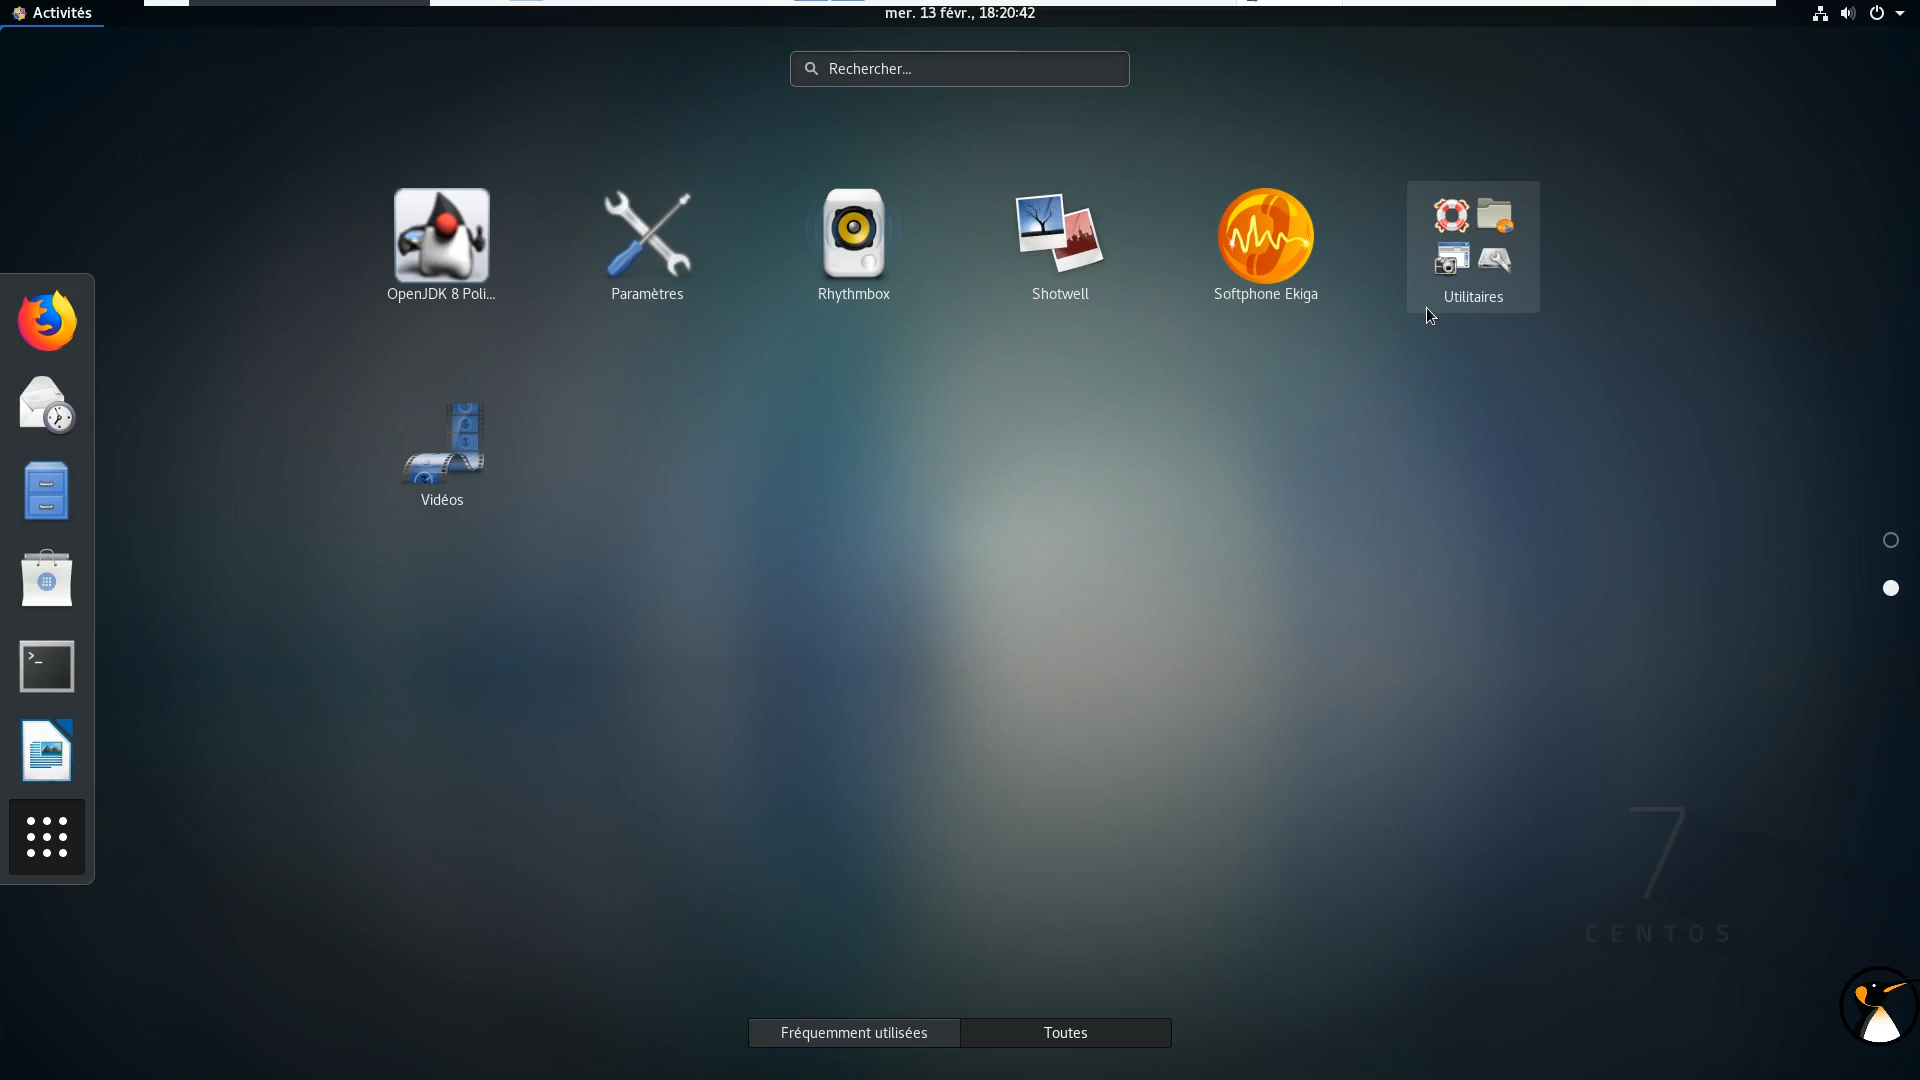 Activités
mer. 13 févr., 18:20:42
Rechercher...
OpenJDK 8 Poli...
Paramètres
Rhythmbox
Shotwell
Softphone Ekiga
Utilitaires
Vidéos
>_
7
CENTOS
Fréquemment utilisées
Toutes